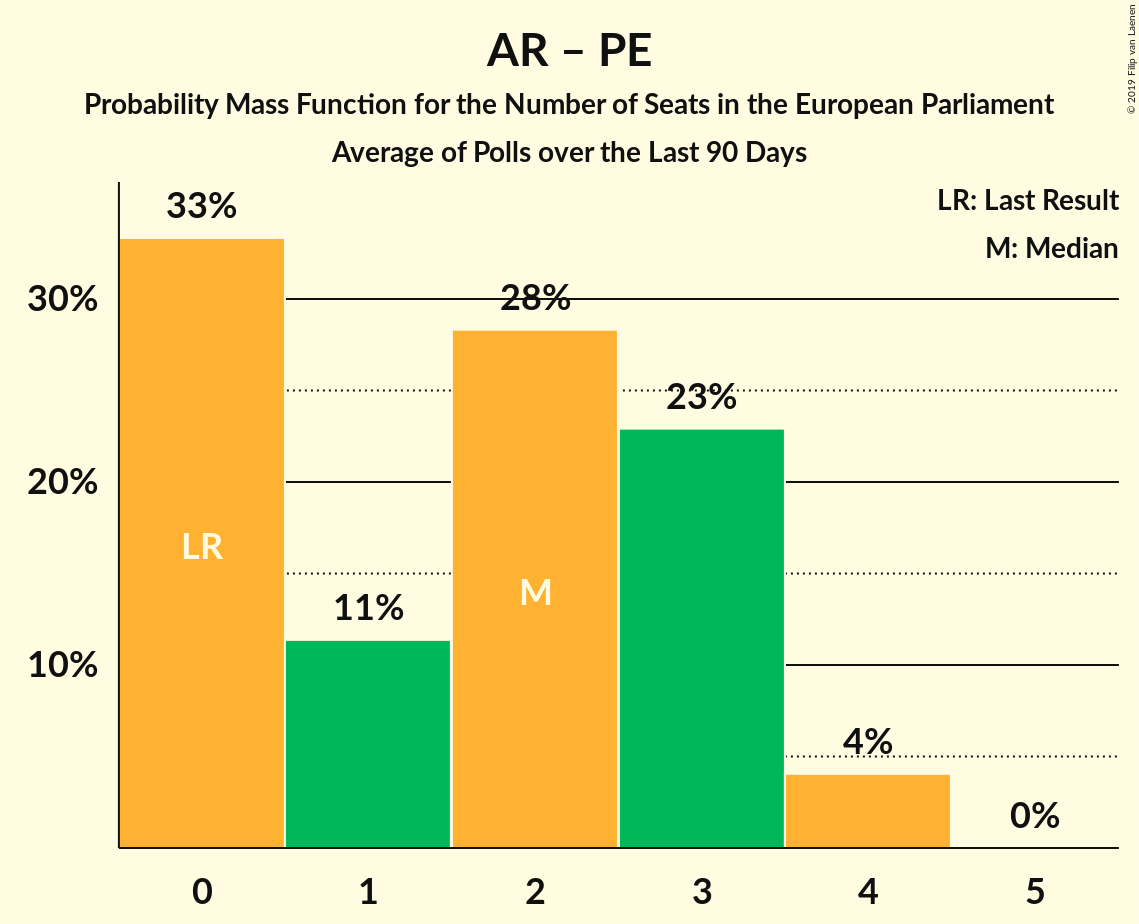 AR – PE
Probability Mass Function for the Number of Seats in the European Parliament
Average of Polls over the Last 90 Days
© 2019 Filip van Laenen
LR: Last Result
M: Median
33%
30%
28%
23%
20%
LR
M
11%
10%
4%
0%
0 1 2 3 4 5